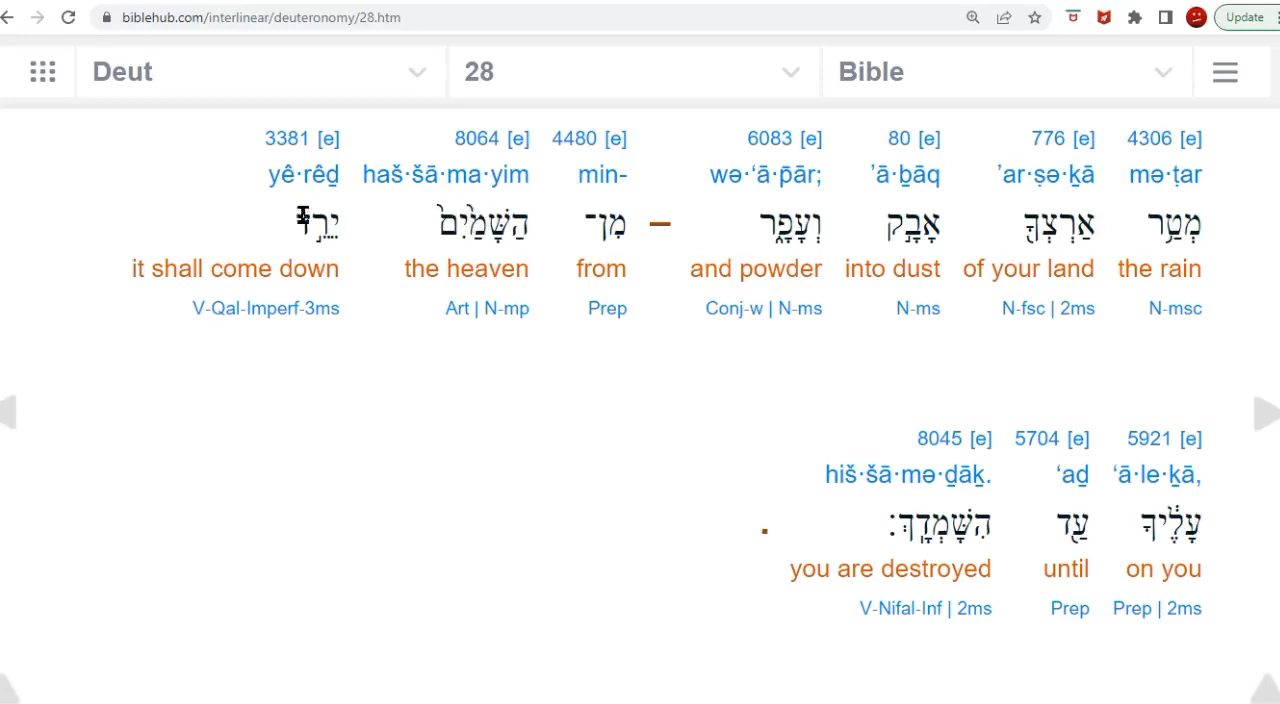 biblehub.com/interlinear/deuteronomy/28.htm Update
Deut 28 Bible
3381 [e] 8064 [e] 4480 [e] 6083 [e] 80 [e] 776 [e] 4306 [e]
yê·rêḏ haš·šā·ma·yim min- wə·‘ā·p̄ār; ’ā·ḇāq ’ar·ṣə·ḵā mə·ṭar
מְטַ֥ר אַרְצְךָ֖ אָבָ֣ק וְעָפָ֑ר – מִן־ הַשָּׁמַ֙יִם֙ יֵרֵ֣ד
it shall come down the heaven from and powder into dust of your land the rain
V-Qal-Imperf-3ms Art | N-mp Prep Conj-w | N-ms N-ms N-fsc | 2ms N-msc
8045 [e] 5704 [e] 5921 [e]
hiš·šā·mə·ḏāḵ. ‘aḏ ‘ā·le·ḵā,
עָלֶ֔יךָ עַ֖ד הִשָּׁמְדָֽךְ׃ .
you are destroyed until on you
V-Nifal-Inf | 2ms Prep Prep | 2ms